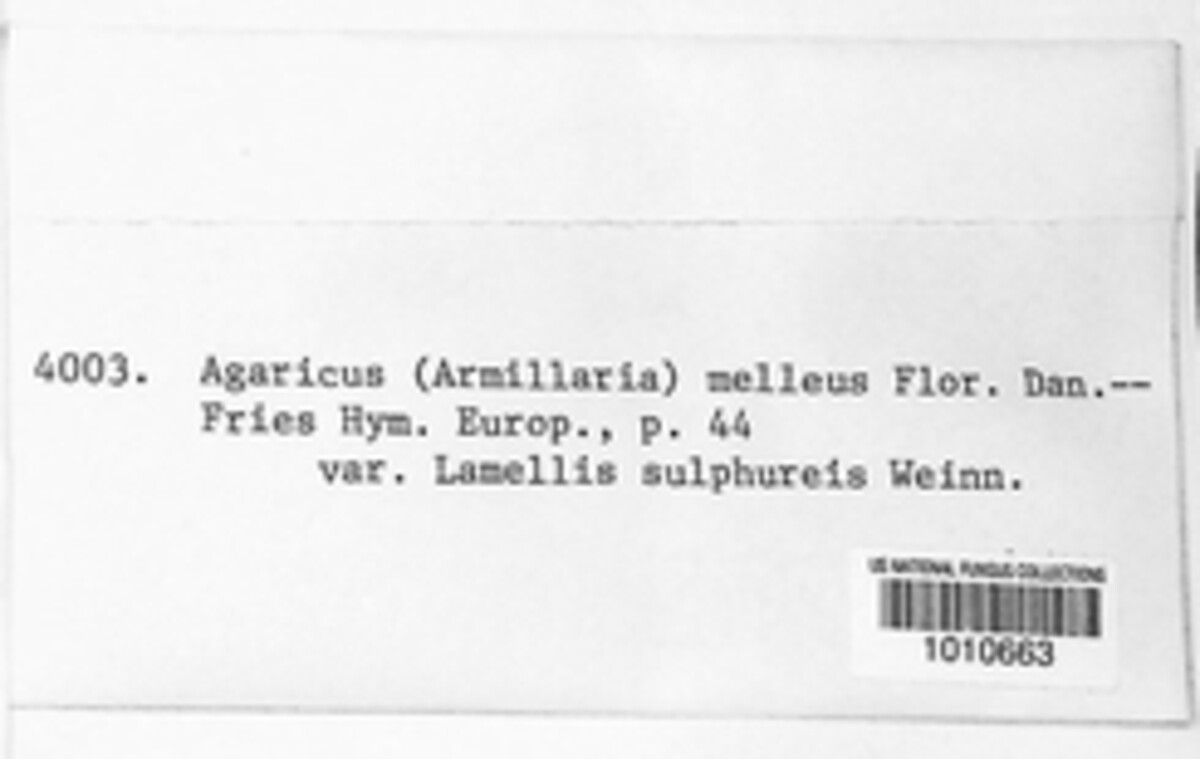 4003. Agaricus (Armillaria) melleus Flor. Dan.--
Fries Hym. Europ., p. 44
var. Lamellis sulphureis Weinn.
US NATIONAL FUNGUS COLLECTIONS
1010663